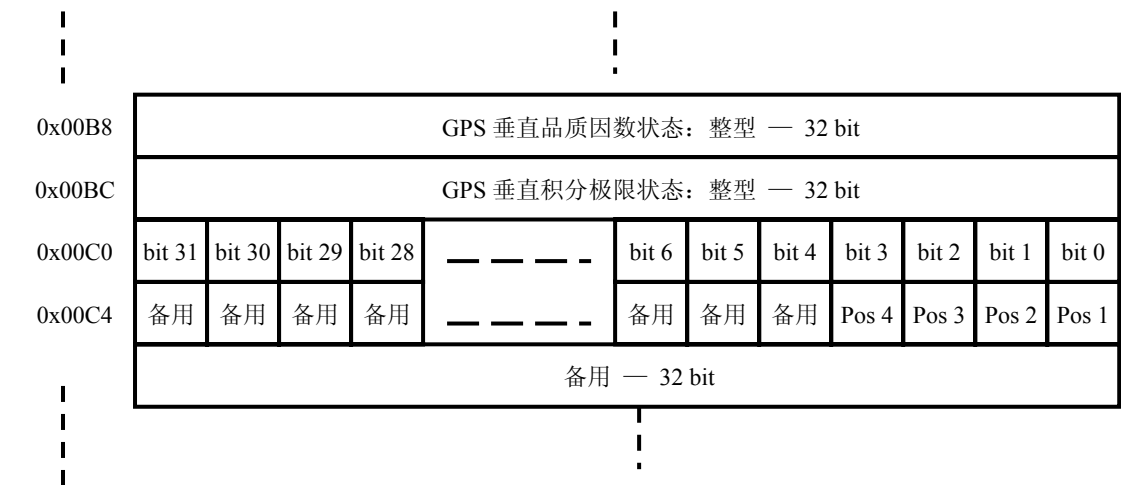 0x00B8 GPS 垂直品质因数状态：整型 — 32 bit
0x00BC GPS 垂直积分极限状态：整型 — 32 bit
0x00C0 bit 31 bit 30 bit 29 bit 28 bit 6 bit 5 bit 4 bit 3 bit 2 bit 1 bit 0
0x00C4 备用 备用 备用 备用 备用 备用 备用 Pos 4 Pos 3 Pos 2 Pos 1
备用 — 32 bit